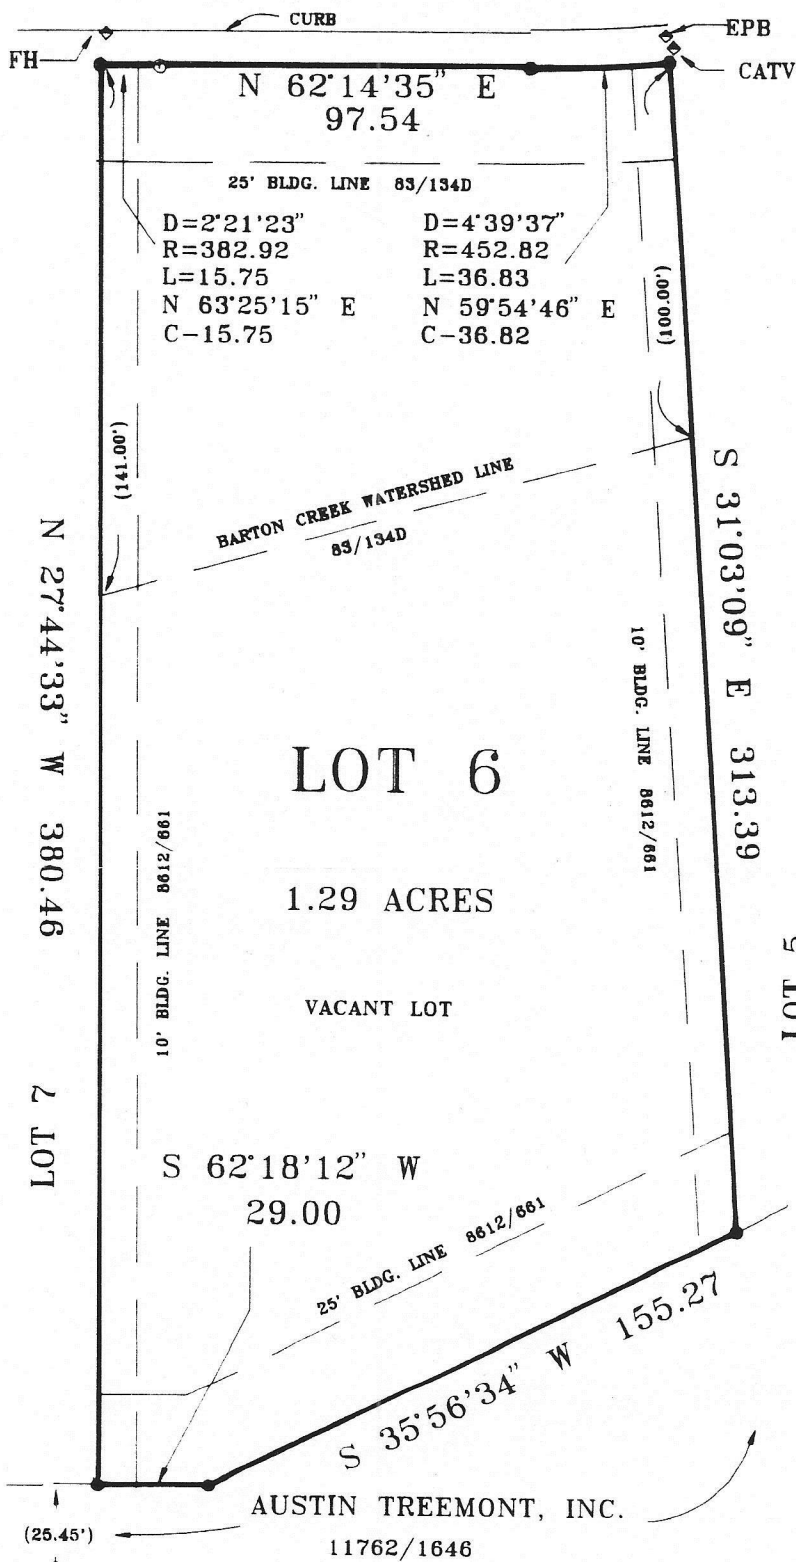 CURB
EPB
FH
CATV
N 62°14'35" E
97.54
25' BLDG. LINE 83/134D
D=2°21'23"
R=382.92
L=15.75
N 63°25'15" E
C-15.75
D=4°39'37"
R=452.82
L=36.83
N 59°54'46" E
C-36.82
(100.00')
(141.00')
BARTON CREEK WATERSHED LINE
83/134D
N 27°44'33" W 380.46
S 31°03'09" E 313.39
10' BLDG. LINE 8612/661
LOT 6
1.29 ACRES
10' BLDG. LINE 8612/661
VACANT LOT
LOT 5
LOT 7
S 62°18'12" W
29.00
25' BLDG. LINE 8612/661
S 35°56'34" W 155.27
AUSTIN TREEMONT, INC.
(25.45')
11762/1646